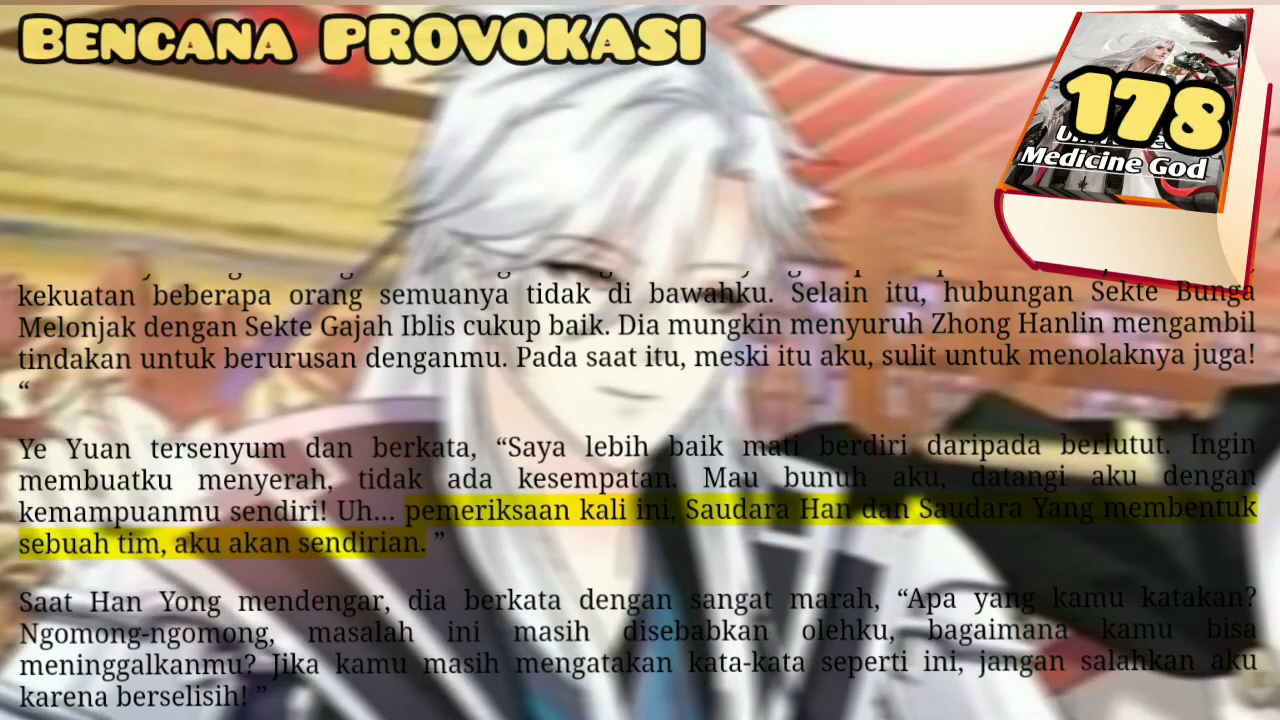 BENCANA PROVOKASI
178
Medicine God
kekuatan beberapa orang semuanya tidak di bawahku. Selain itu, hubungan Sekte Bunga
Melonjak dengan Sekte Gajah Iblis cukup baik. Dia mungkin menyuruh Zhong Hanlin mengambil
tindakan untuk berurusan denganmu. Pada saat itu, meski itu aku, sulit untuk menolaknya juga!
“
Ye Yuan tersenyum dan berkata, “Saya lebih baik mati berdiri daripada berlutut. Ingin
membuatku menyerah, tidak ada kesempatan. Mau bunuh aku, datangi aku dengan
kemampuanmu sendiri! Uh... pemeriksaan kali ini, Saudara Han dan Saudara Yang membentuk
sebuah tim, aku akan sendirian. ”
Saat Han Yong mendengar, dia berkata dengan sangat marah, “Apa yang kamu katakan?
Ngomong-ngomong, masalah ini masih disebabkan olehku, bagaimana kamu bisa
meninggalkanmu? Jika kamu masih mengatakan kata-kata seperti ini, jangan salahkan aku
karena berselisih! ”